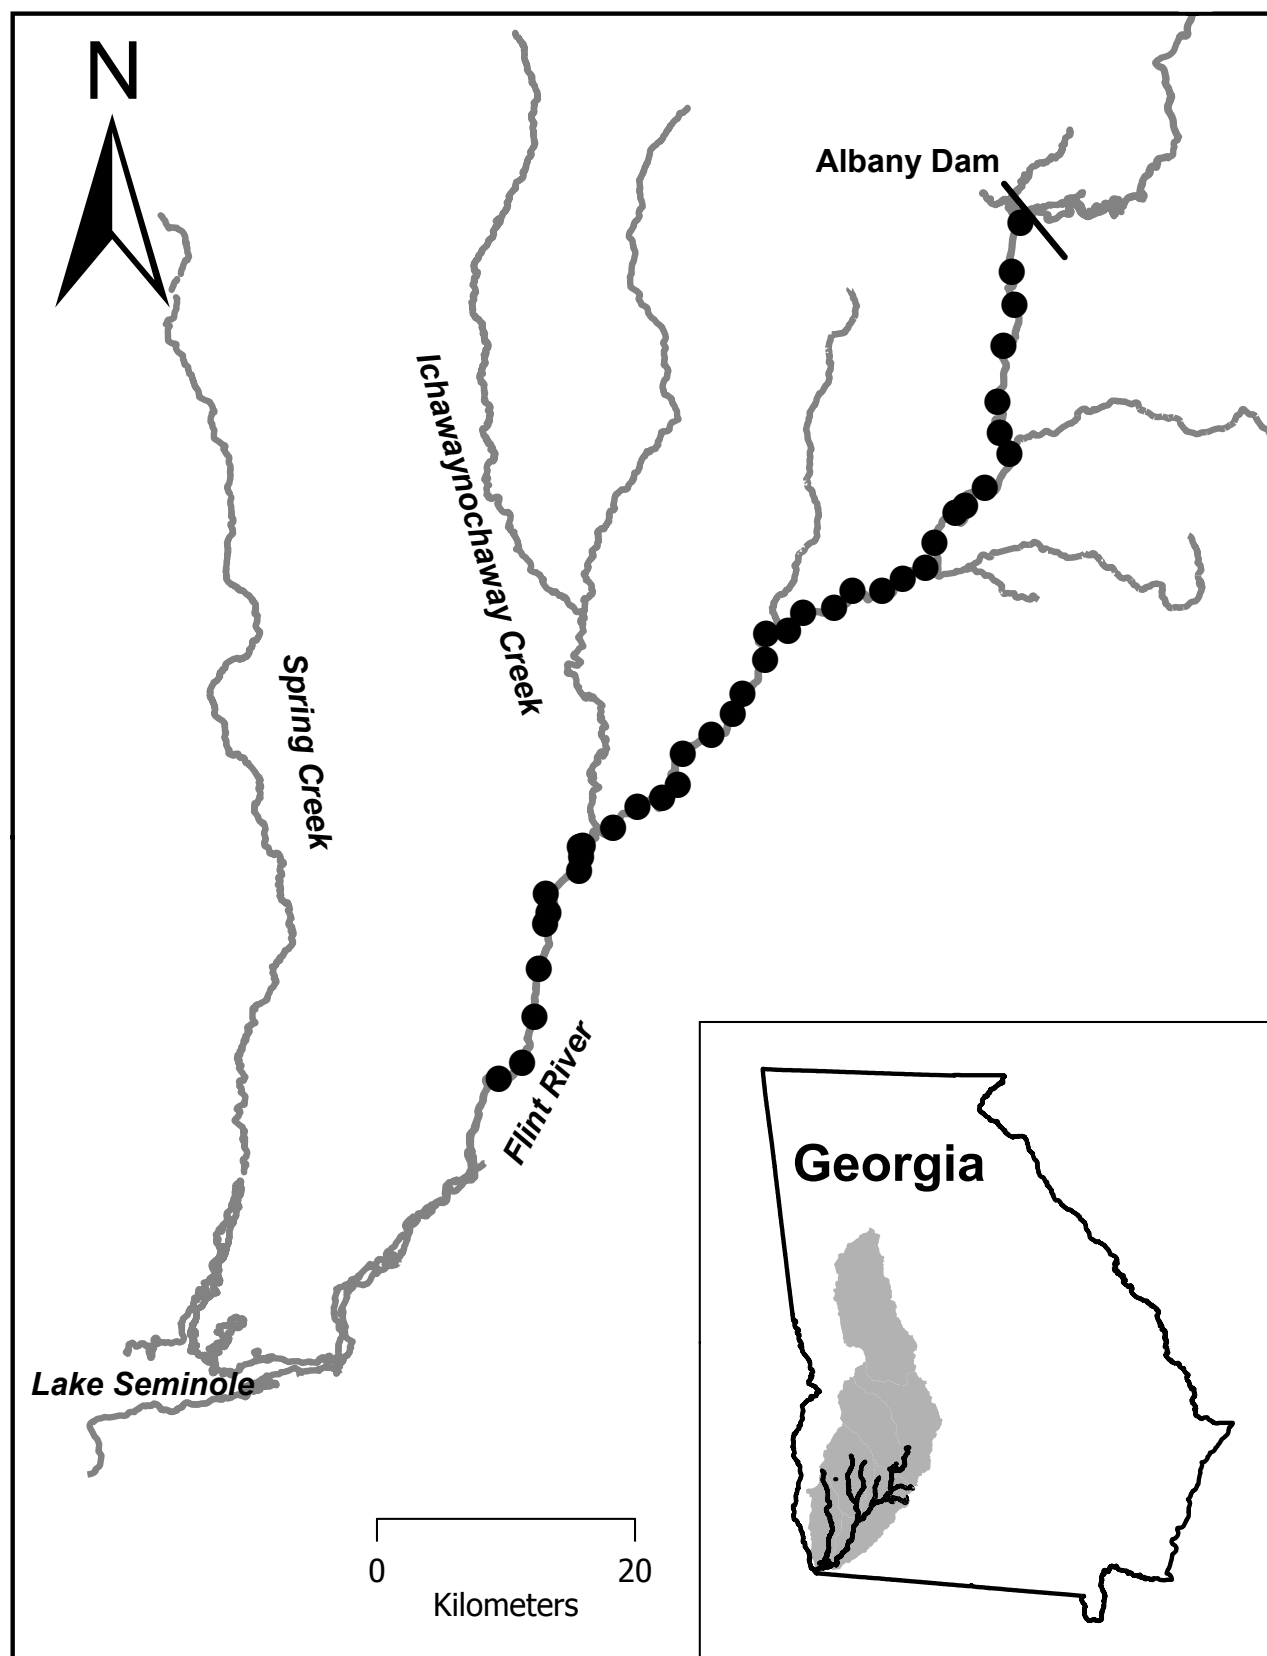 N
Albany Dam
Ichawaynochaway Creek
Spring Creek
Flint River
Lake Seminole
Georgia
0 20
Kilometers